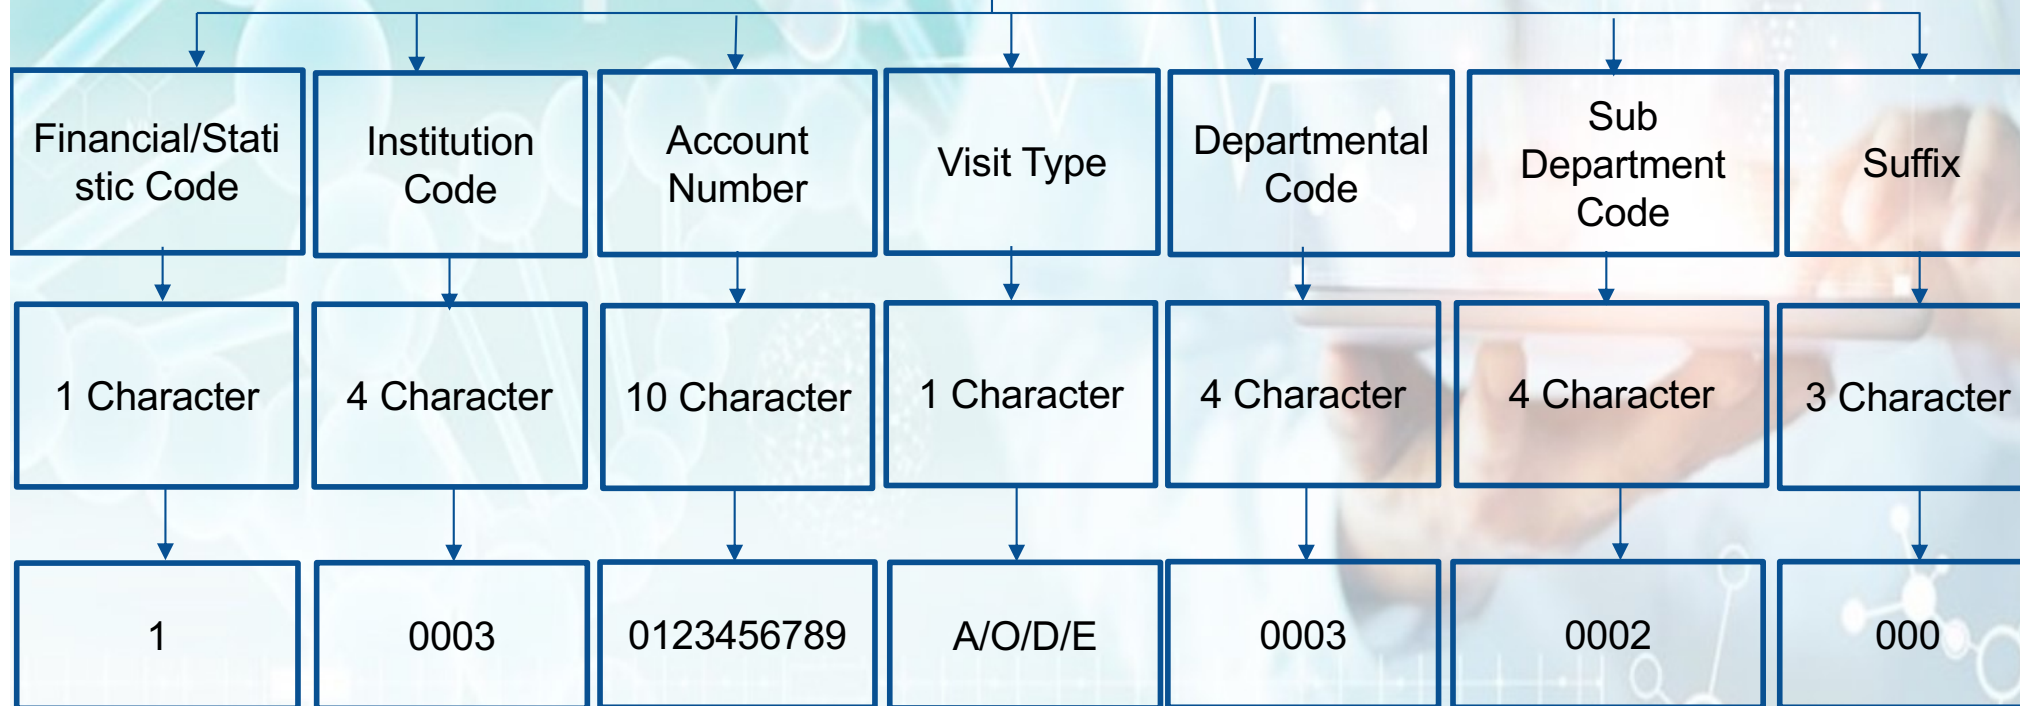 Financial/Stati
stic Code
Institution
Code
Account
Number
Visit Type
Departmental
Code
Sub
Department
Code
Suffix
1 Character
4 Character
10 Character
1 Character
4 Character
4 Character
3 Character
1
0003
0123456789
A/O/D/E
0003
0002
000